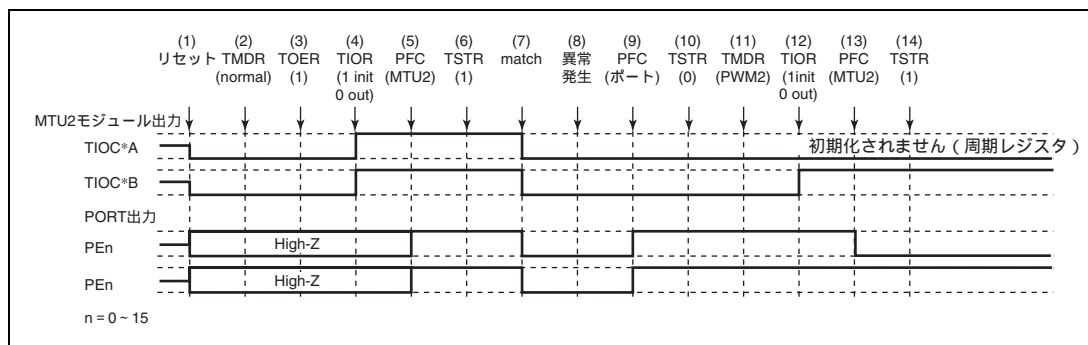 (1) (2) (3) (4) (5) (6) (7) (8) (9) (10) (11) (12) (13) (14)
リセット TMDR TOER TIOR PFC TSTR match 異常 PFC TSTR TMDR TIOR PFC TSTR
(normal) (1) (1 init (MTU2) (1) 発生 (ポート) (0) (PWM2) (1init (MTU2) (1)
0 out) 0 out)
MTU2モジュール出力
TIOC*A 初期化されません(周期レジスタ)
TIOC*B
PORT出力
PEn High-Z
PEn High-Z
n = 0 ~ 15